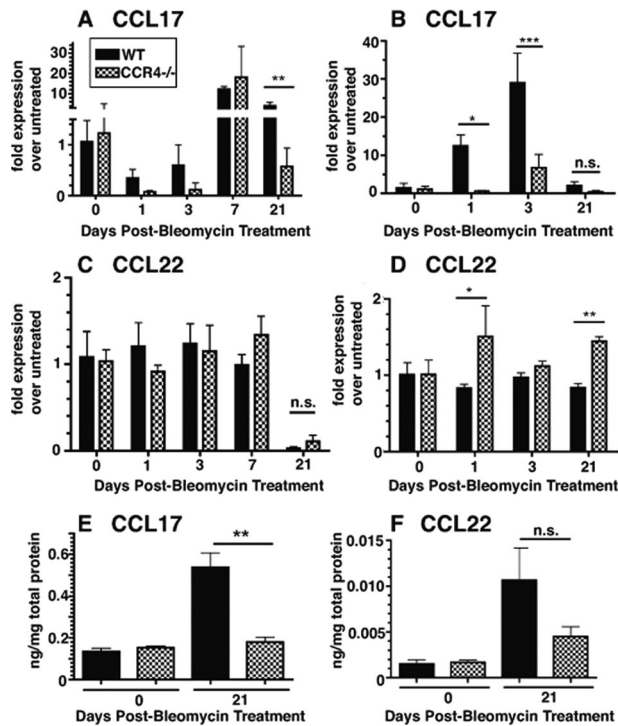 A CCL17
WT
CCR4-/-
fold expression
over untreated
30
20
10
1
0
**
0 1 3 7 21
Days Post-Bleomycin Treatment
B CCL17
fold expression
over untreated
40
30
20
10
0
*
***
n.s.
0 1 3 21
Days Post-Bleomycin Treatment
C CCL22
fold expression
over untreated
2
1
0
n.s.
0 1 3 7 21
Days Post-Bleomycin Treatment
D CCL22
fold expression
over untreated
2
1
0
*
**
0 1 3 21
Days Post-Bleomycin Treatment
E CCL17
ng/mg total protein
0.6
0.4
0.2
0
**
0 21
Days Post-Bleomycin Treatment
F CCL22
ng/mg total protein
0.015
0.010
0.005
0
n.s.
0 21
Days Post-Bleomycin Treatment